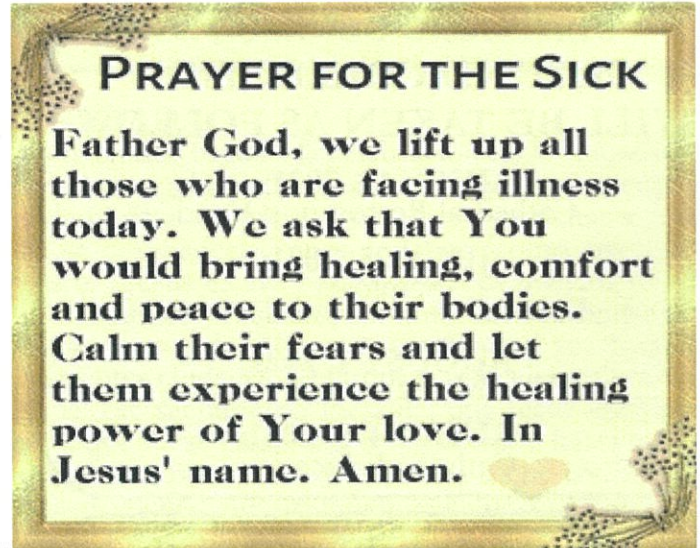 PRAYER FOR THE SICK
Father God, we lift up all
those who are facing illness
today. We ask that You
would bring healing, comfort
and peace to their bodies.
Calm their fears and let
them experience the healing
power of Your love. In
Jesus' name. Amen.